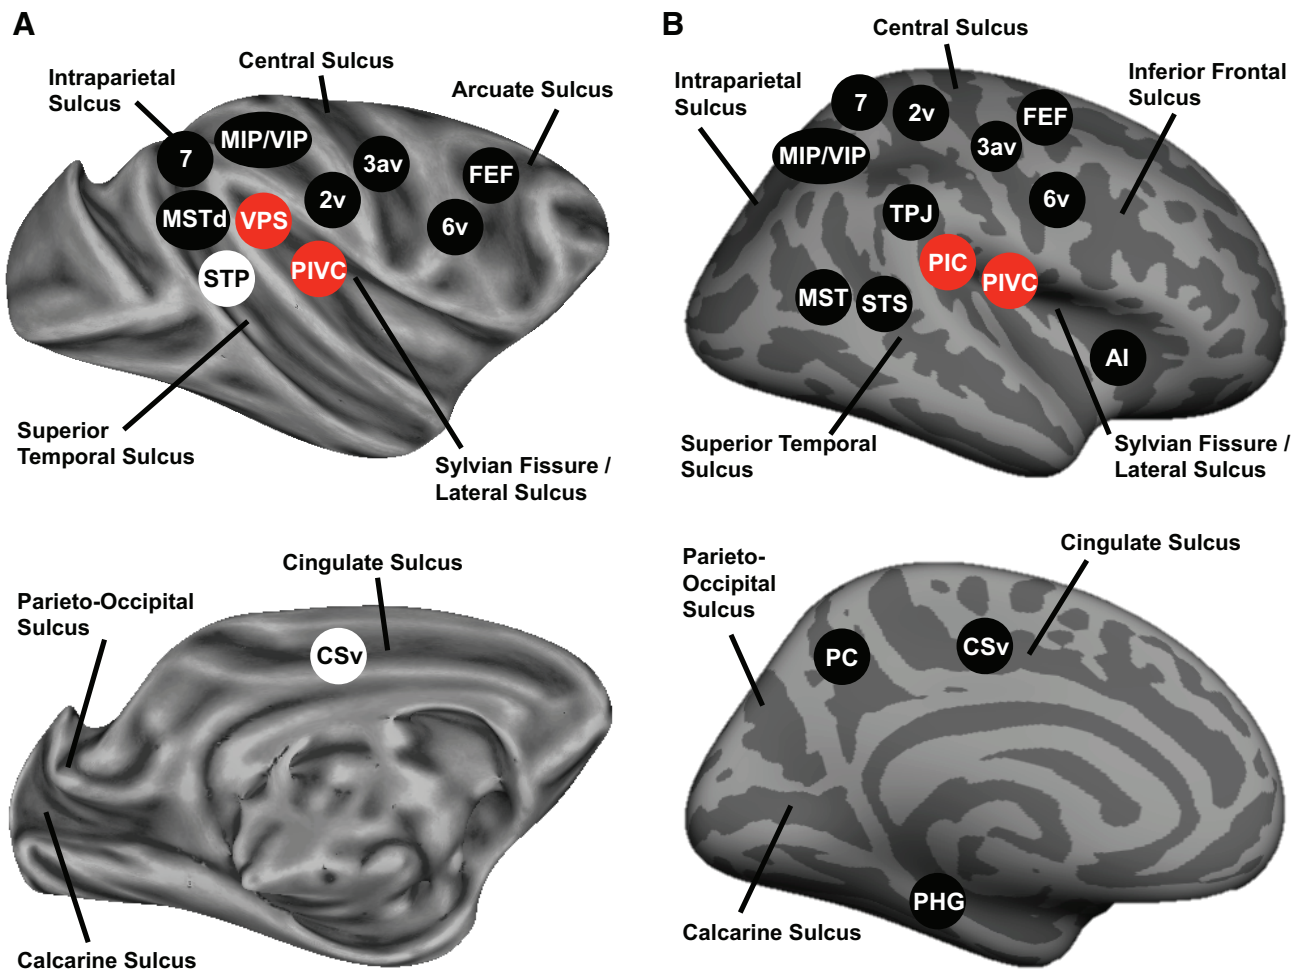 A
Central Sulcus
Intraparietal
Sulcus
Arcuate Sulcus
7
MIP/VIP
3av
FEF
2v
MSTd
VPS
6v
STP
PIVC
Superior
Temporal Sulcus
Sylvian Fissure /
Lateral Sulcus
Cingulate Sulcus
Parieto-Occipital
Sulcus
CSv
Calcarine Sulcus
B
Central Sulcus
Intraparietal
Sulcus
Inferior Frontal
Sulcus
7
2v
FEF
MIP/VIP
3av
TPJ
6v
PIC
PIVC
MST
STS
AI
Superior Temporal
Sulcus
Sylvian Fissure /
Lateral Sulcus
Parieto-
Occipital
Sulcus
Cingulate Sulcus
PC
CSv
PHG
Calcarine Sulcus